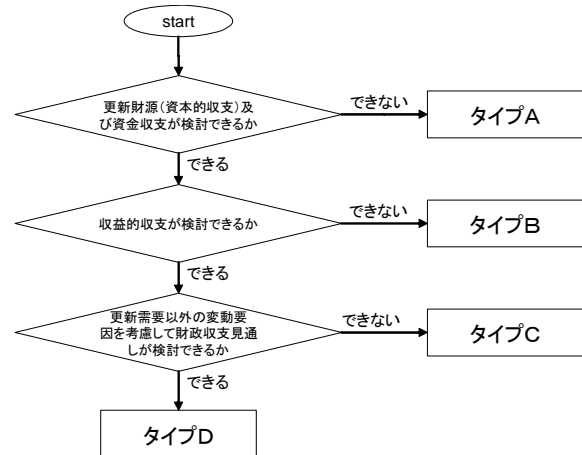 start
更新財源（資本的収支）及
び資金収支が検討できるか
できない
タイプA
できる
収益的収支が検討できるか
できない
タイプB
できる
更新需要以外の変動要
因を考慮して財政収支見通
しが検討できるか
できない
タイプC
できる
タイプD